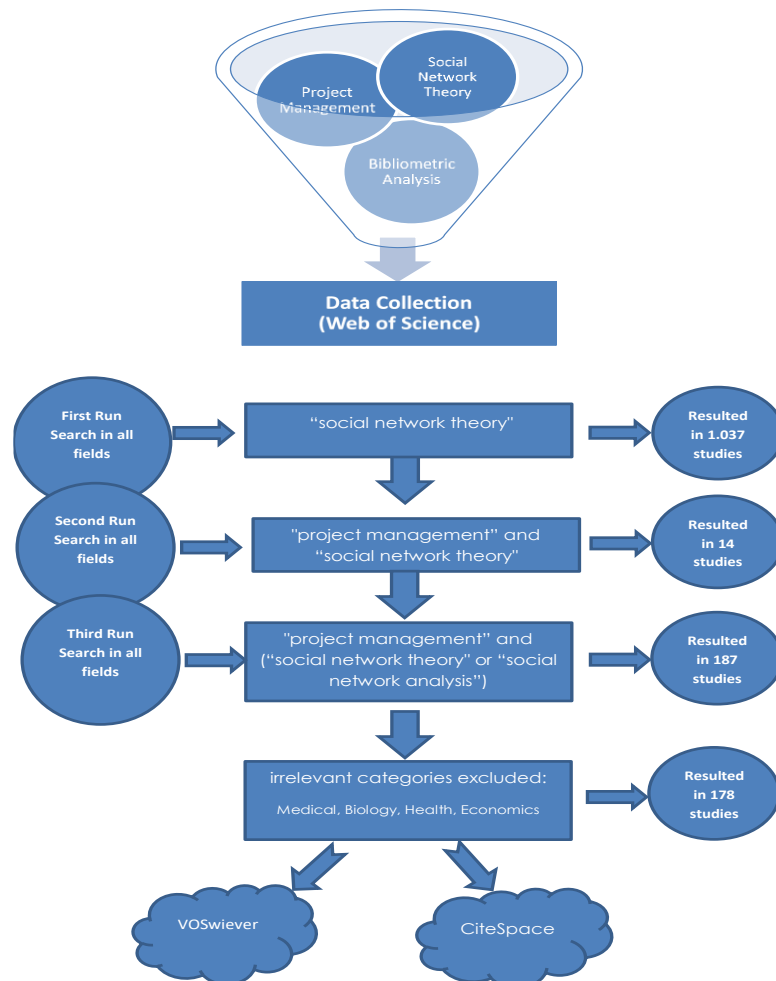 Project
Management
Social
Network
Theory
Bibliometric
Analysis
Data Collection
(Web of Science)
First Run
Search in all
fields
“social network theory"
Resulted
in 1.037
studies
Second Run
Search in all
fields
"project management” and
“social network theory"
Resulted
in 14
studies
Third Run
Search in all
fields
"project management” and
(“social network theory" or “social
network analysis”)
Resulted
in 187
studies
irrelevant categories excluded:
Medical, Biology, Health, Economics
Resulted
in 178
studies
VOSwiever
CiteSpace